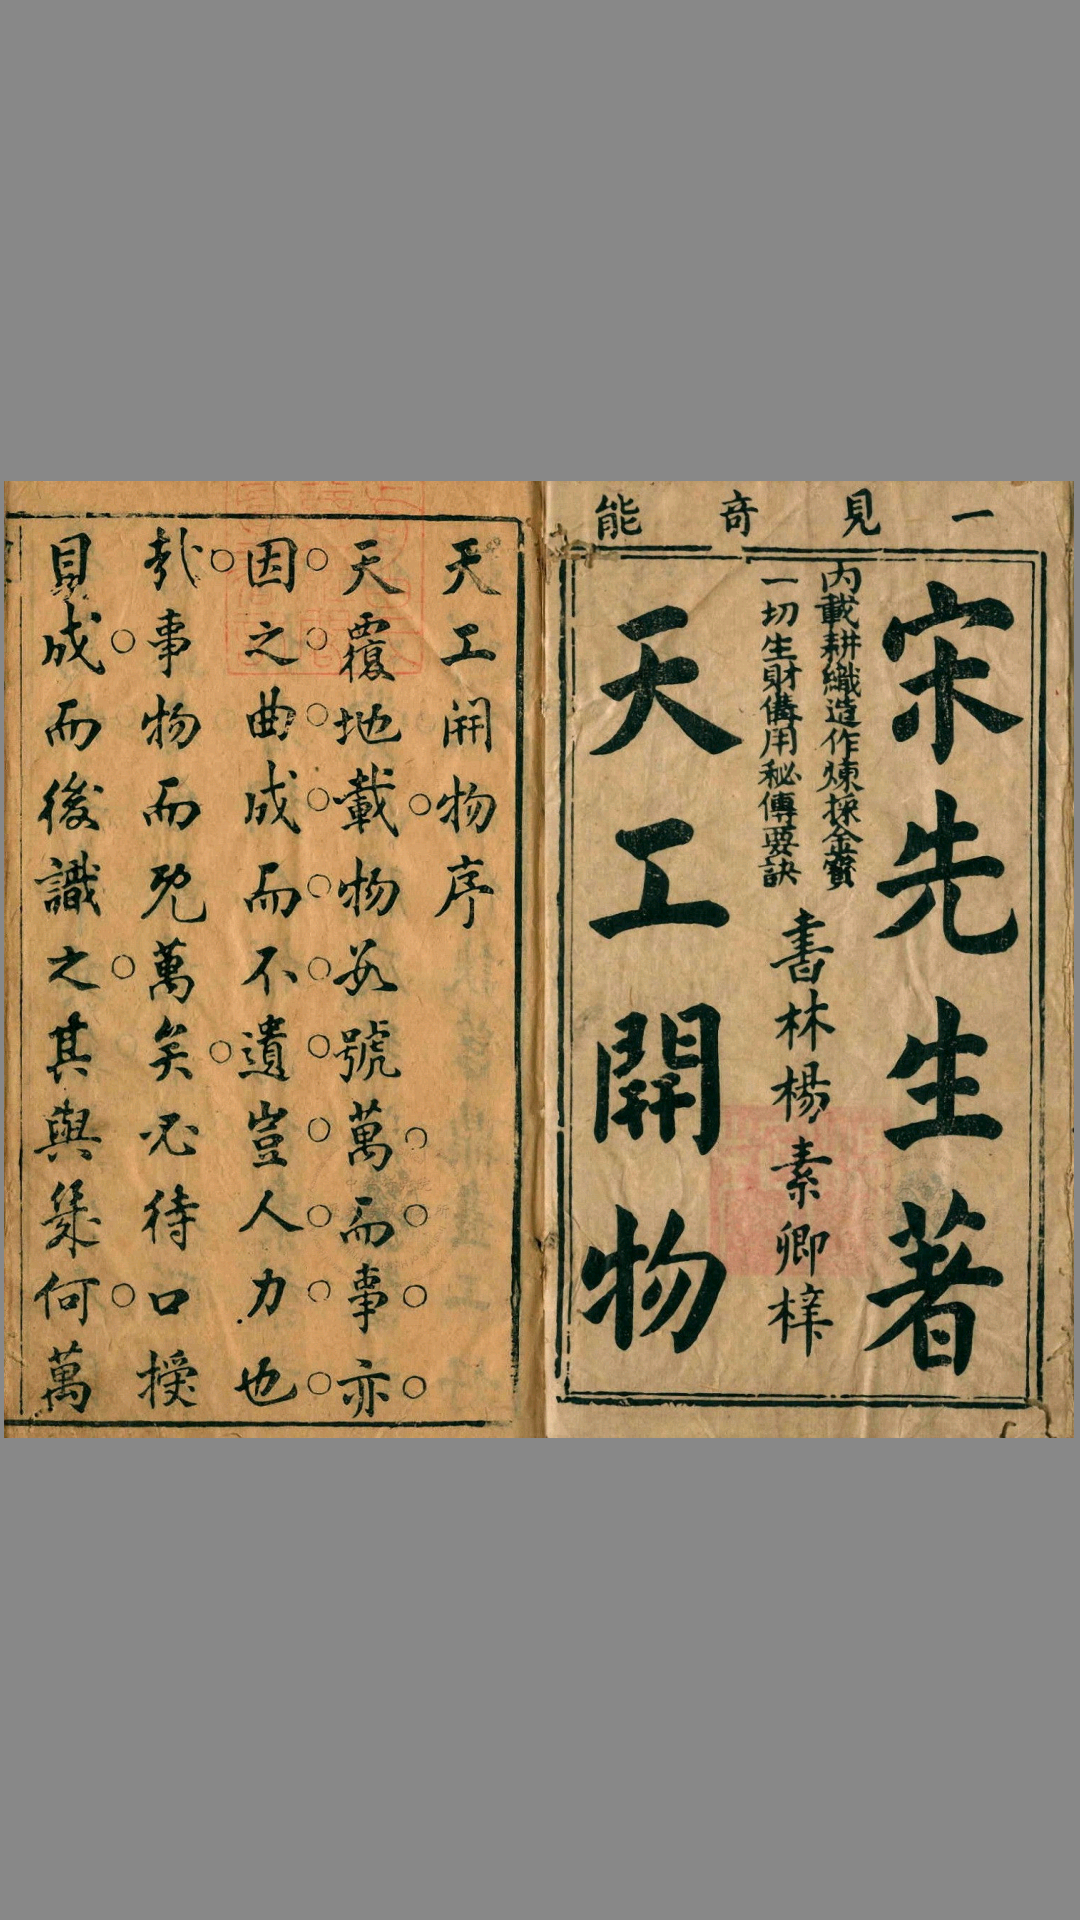 一見奇能
宋先生著
內載耕織造作煉採金寳
一切生財俻用秘傳要訣
書林楊素卿梓
天工開物
天工開物序
天覆地載物數號萬而事亦
因之曲成而不遺豈人力也
㢤事物而旣萬矣必待口授
目成而後識之其與幾何萬